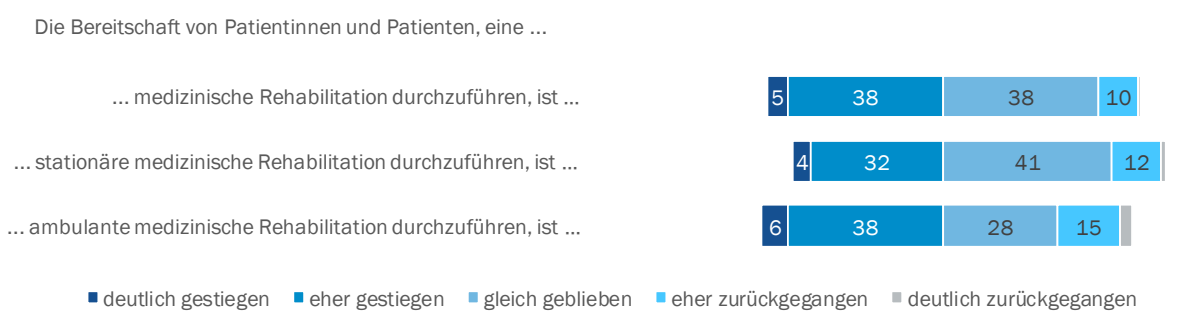 Die Bereitschaft von Patientinnen und Patienten, eine ...
... medizinische Rehabilitation durchzuführen, ist ... 5 38 38 10
... stationäre medizinische Rehabilitation durchzuführen, ist ... 4 32 41 12
... ambulante medizinische Rehabilitation durchzuführen, ist ... 6 38 28 15
deutlich gestiegen eher gestiegen gleich geblieben eher zurückgegangen deutlich zurückgegangen